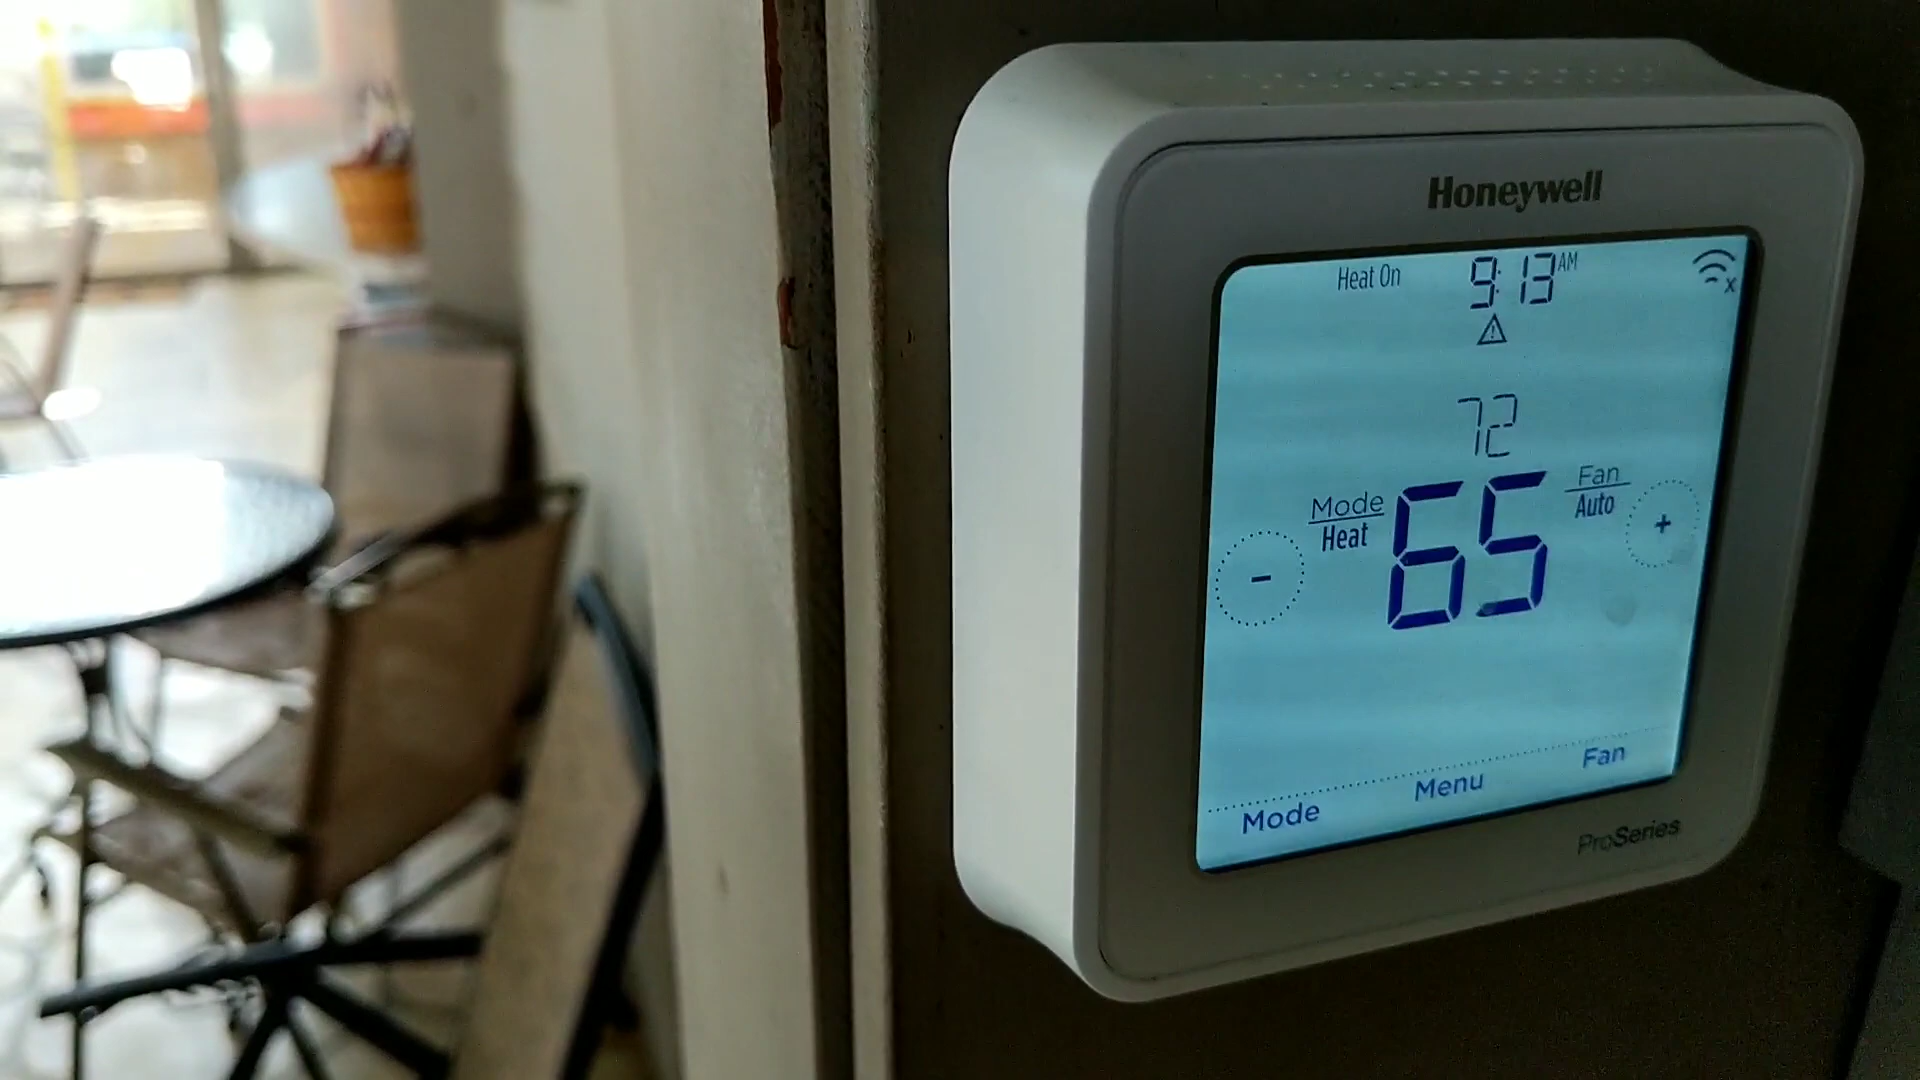 Honeywell
Heat On 9:13 AM
72
Mode
Heat
65
Fan
Auto
- +
Mode Menu Fan
ProSeries